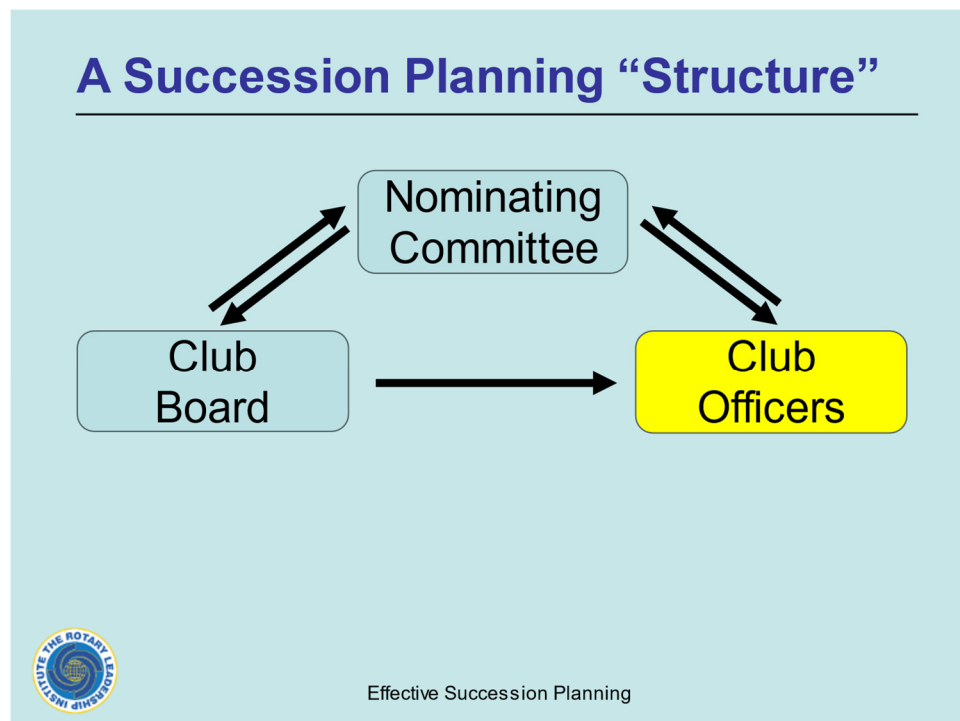 A Succession Planning “Structure”
Nominating
Committee
Club
Board
Club
Officers
THE ROTARY LEADERSHIP INSTITUTE
Effective Succession Planning